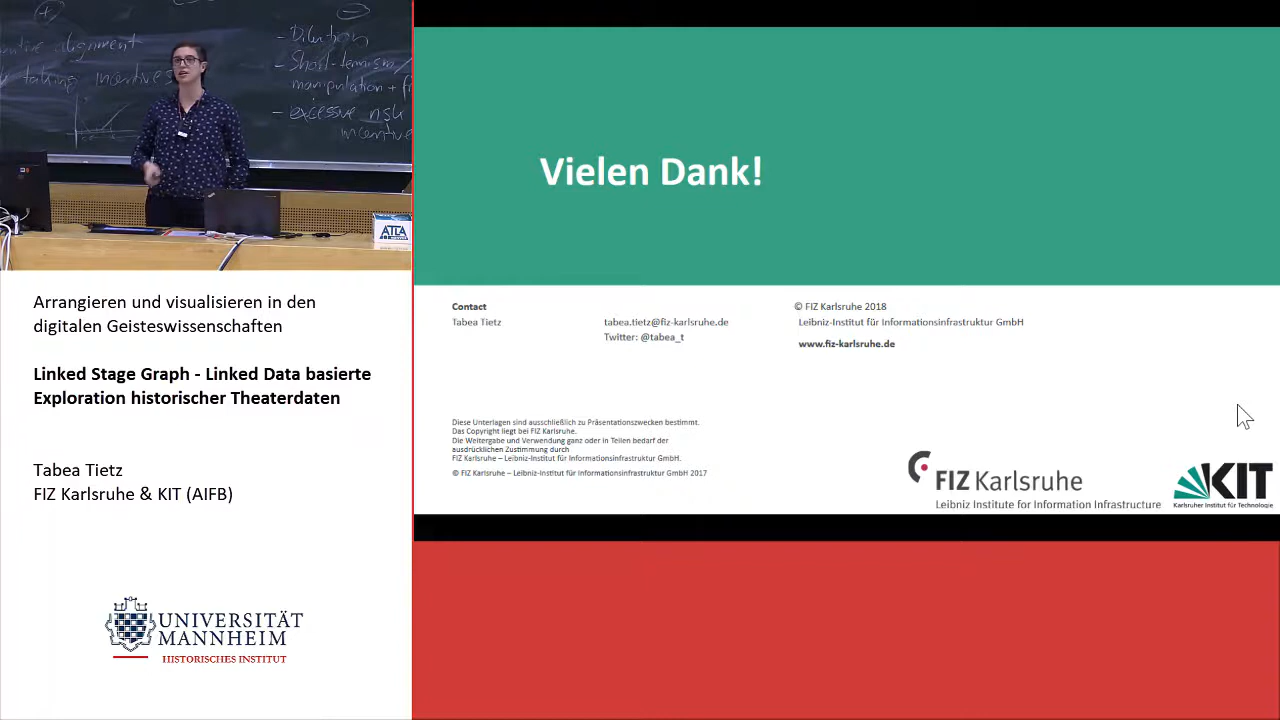 - Dilution
alignment
- Short-termism
taking incentives
manipulation +
- excessive risk
incentive
ATLA
Arrangieren und visualisieren in den
digitalen Geisteswissenschaften
Linked Stage Graph - Linked Data basierte
Exploration historischer Theaterdaten
Tabea Tietz
FIZ Karlsruhe & KIT (AIFB)
UNIVERSITÄT
MANNHEIM
HISTORISCHES INSTITUT
Vielen Dank!
Contact
Tabea Tietz
tabea.tietz@fiz-karlsruhe.de
Twitter: @tabea_t
© FIZ Karlsruhe 2018
Leibniz-Institut für Informationsinfrastruktur GmbH
www.fiz-karlsruhe.de
Diese Unterlagen sind ausschließlich zu Präsentationszwecken bestimmt.
Das Copyright liegt bei FIZ Karlsruhe.
Die Weitergabe und Verwendung ganz oder in Teilen bedarf der
ausdrücklichen Zustimmung durch
FIZ Karlsruhe – Leibniz-Institut für Informationsinfrastruktur GmbH.
© FIZ Karlsruhe – Leibniz-Institut für Informationsinfrastruktur GmbH 2017
FIZ Karlsruhe
Leibniz Institute for Information Infrastructure
KIT
Karlsruher Institut für Technologie